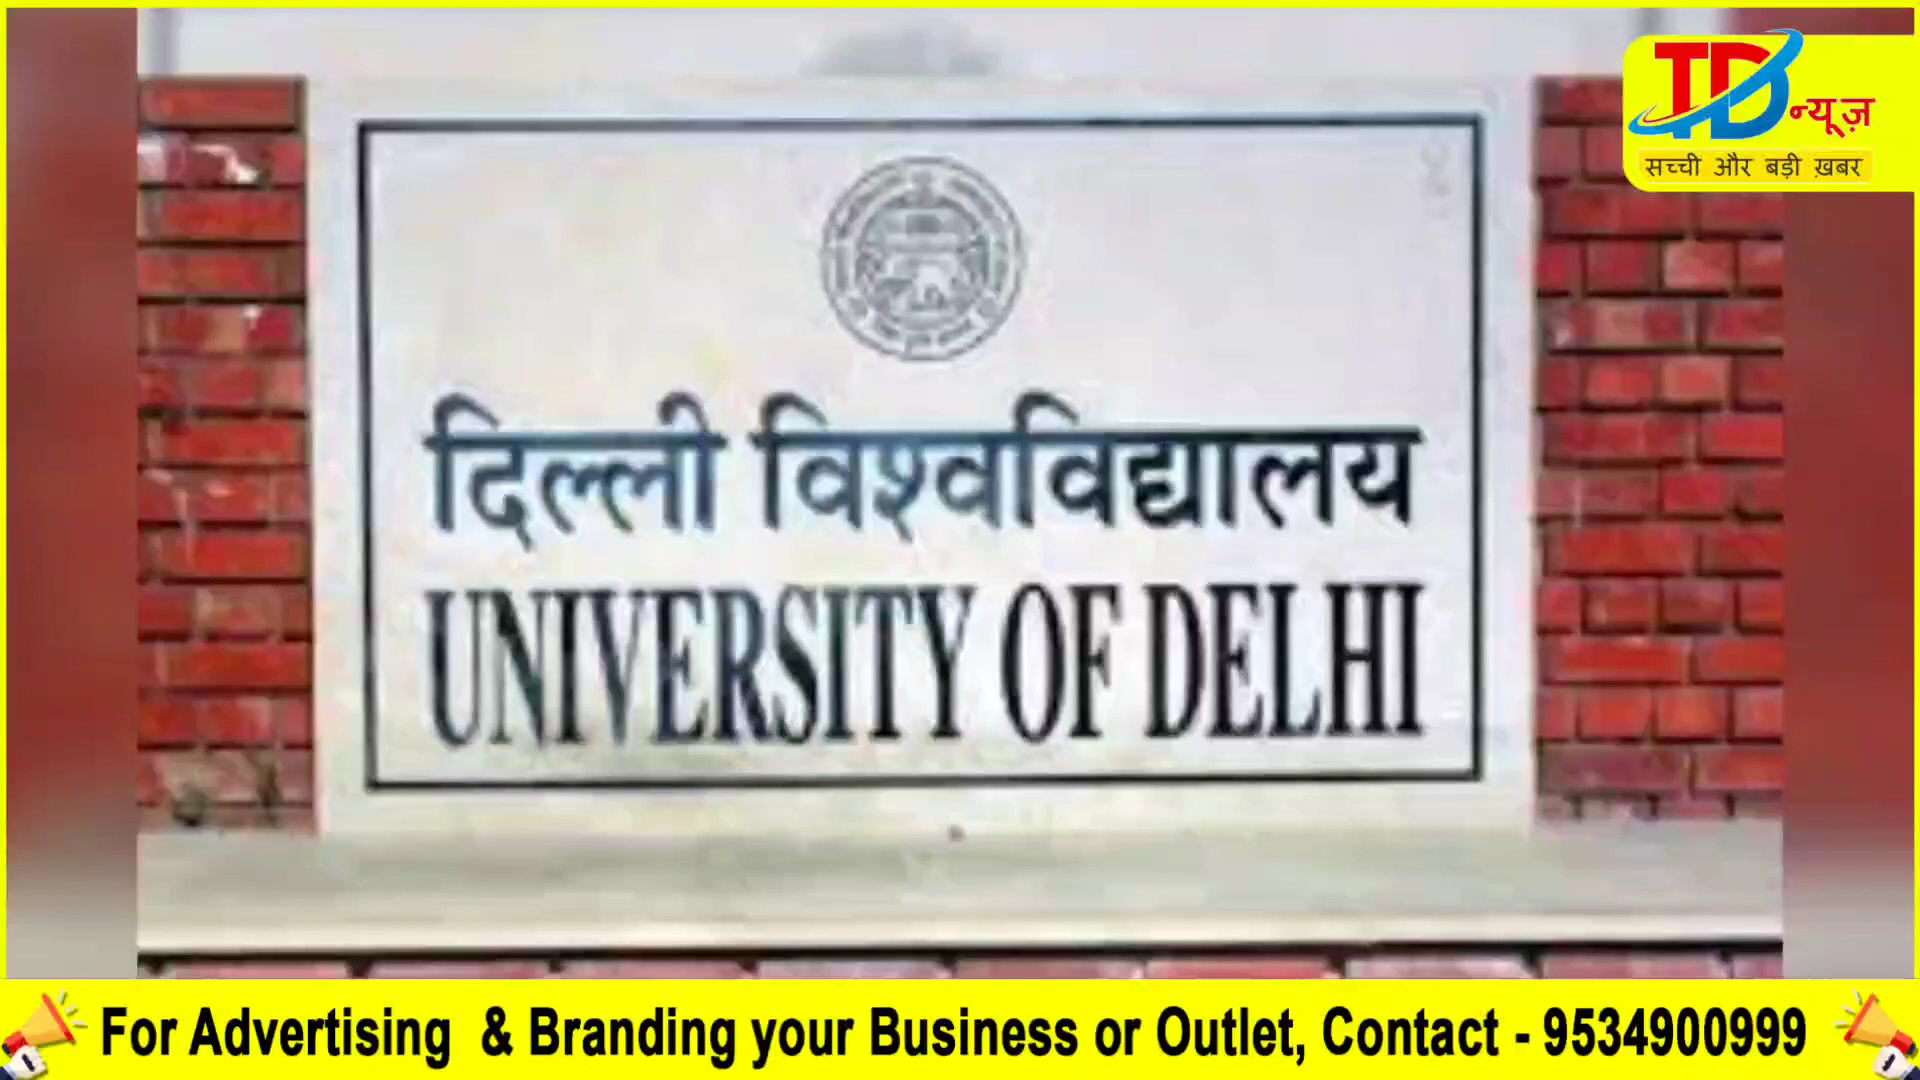 TD न्यूज़
सच्ची और बड़ी ख़बर
दिल्ली विश्वविद्यालय
UNIVERSITY OF DELHI
For Advertising & Branding your Business or Outlet, Contact - 9534900999